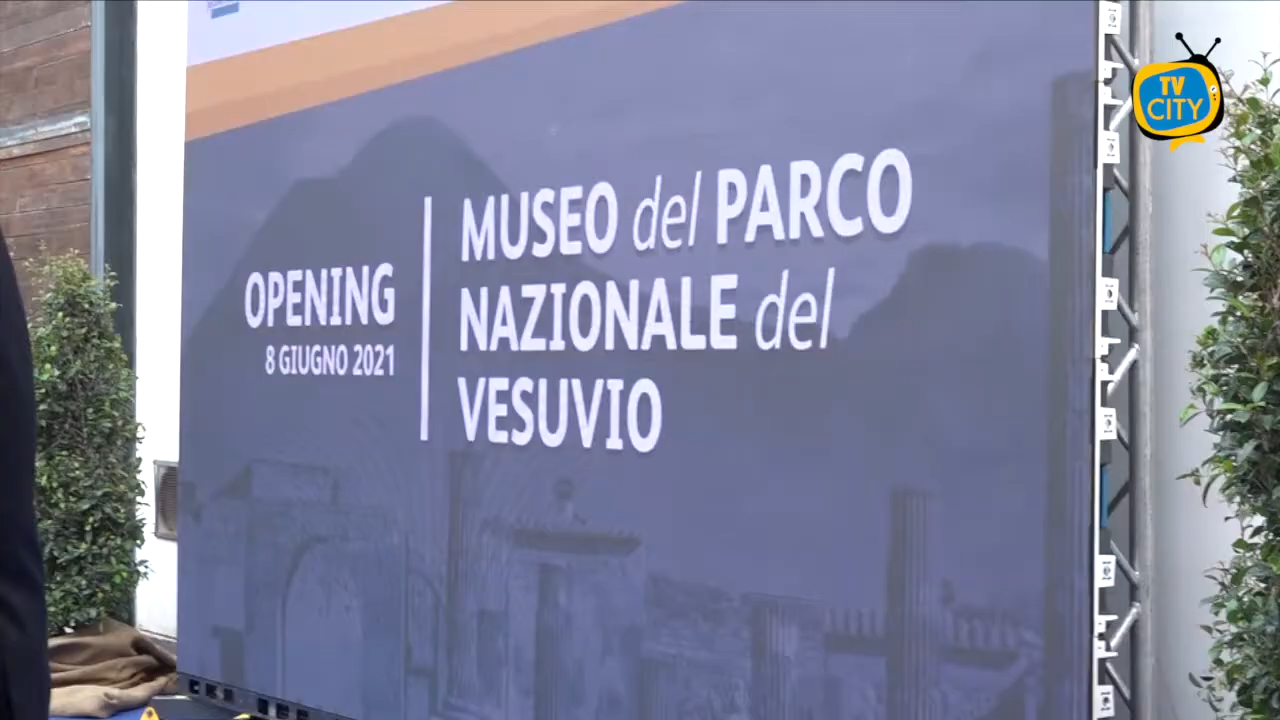 TV
CITY
MUSEO del PARCO
NAZIONALE del
VESUVIO
OPENING
8 GIUGNO 2021